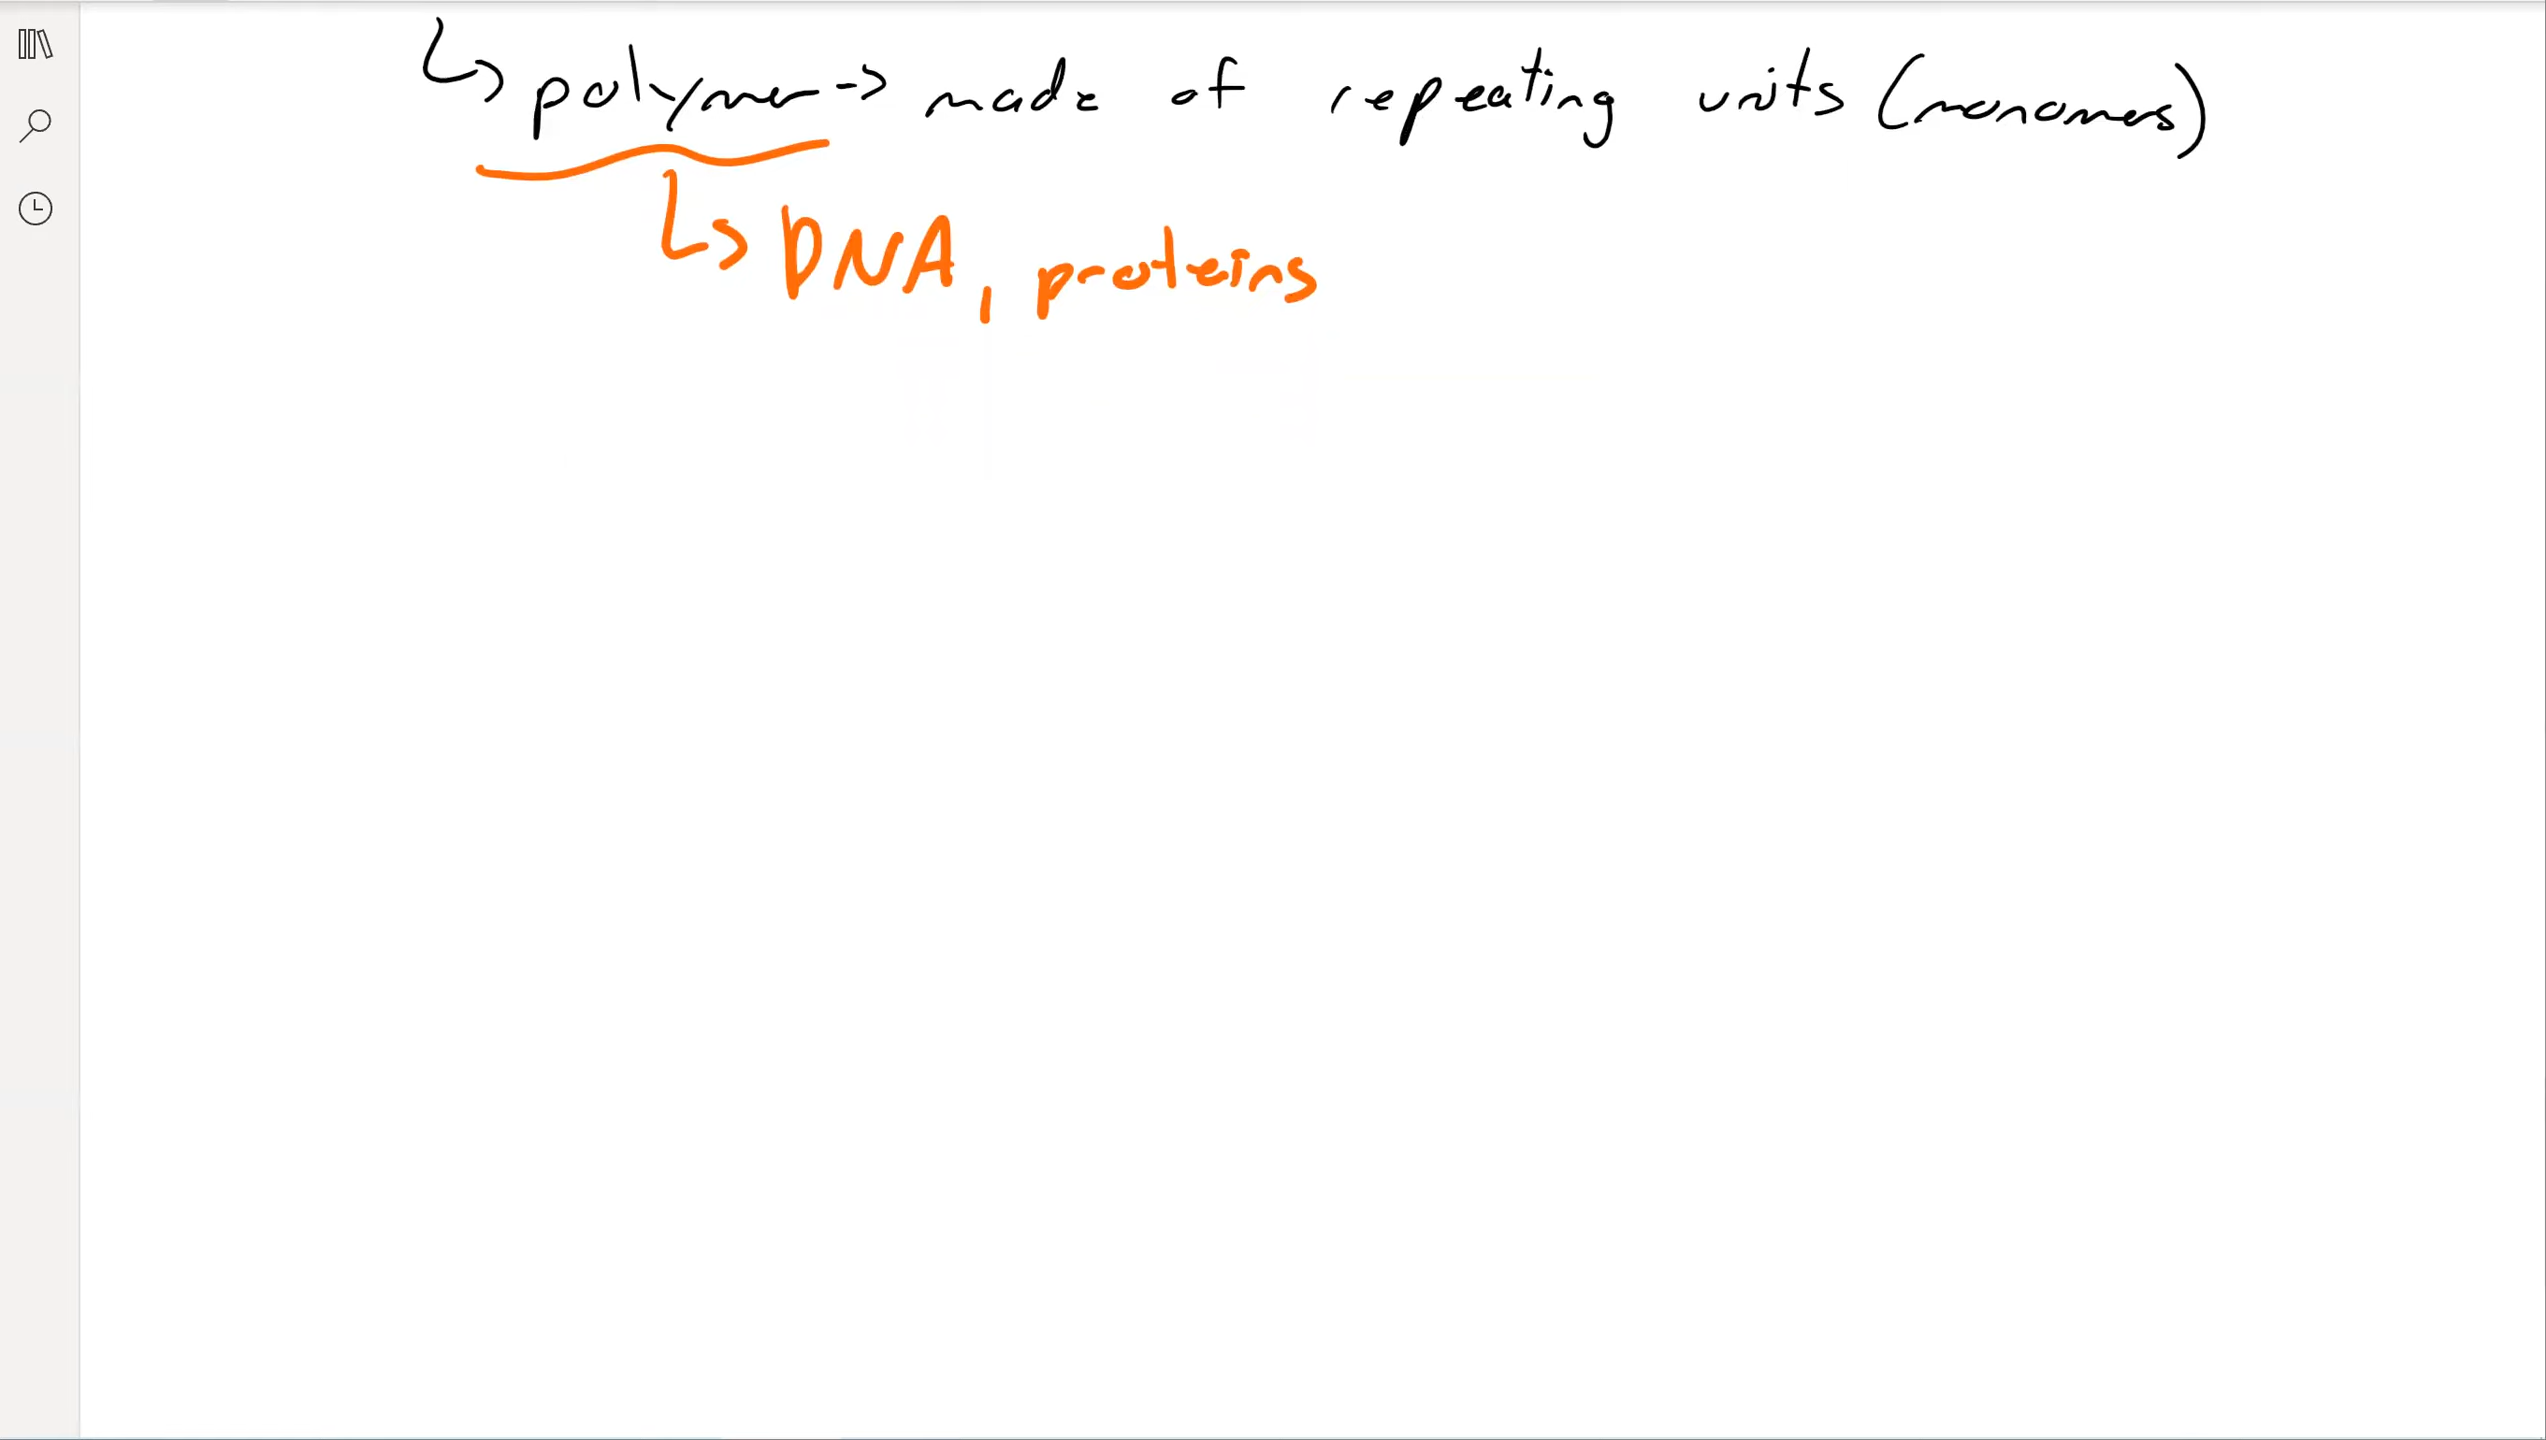 ↳ polymer -> made of repeating units (monomers)
↳ DNA, proteins